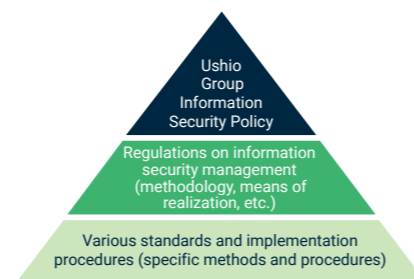 Ushio
Group
Information
Security Policy
Regulations on information
security management
(methodology, means of
realization, etc.)
Various standards and implementation
procedures (specific methods and procedures)